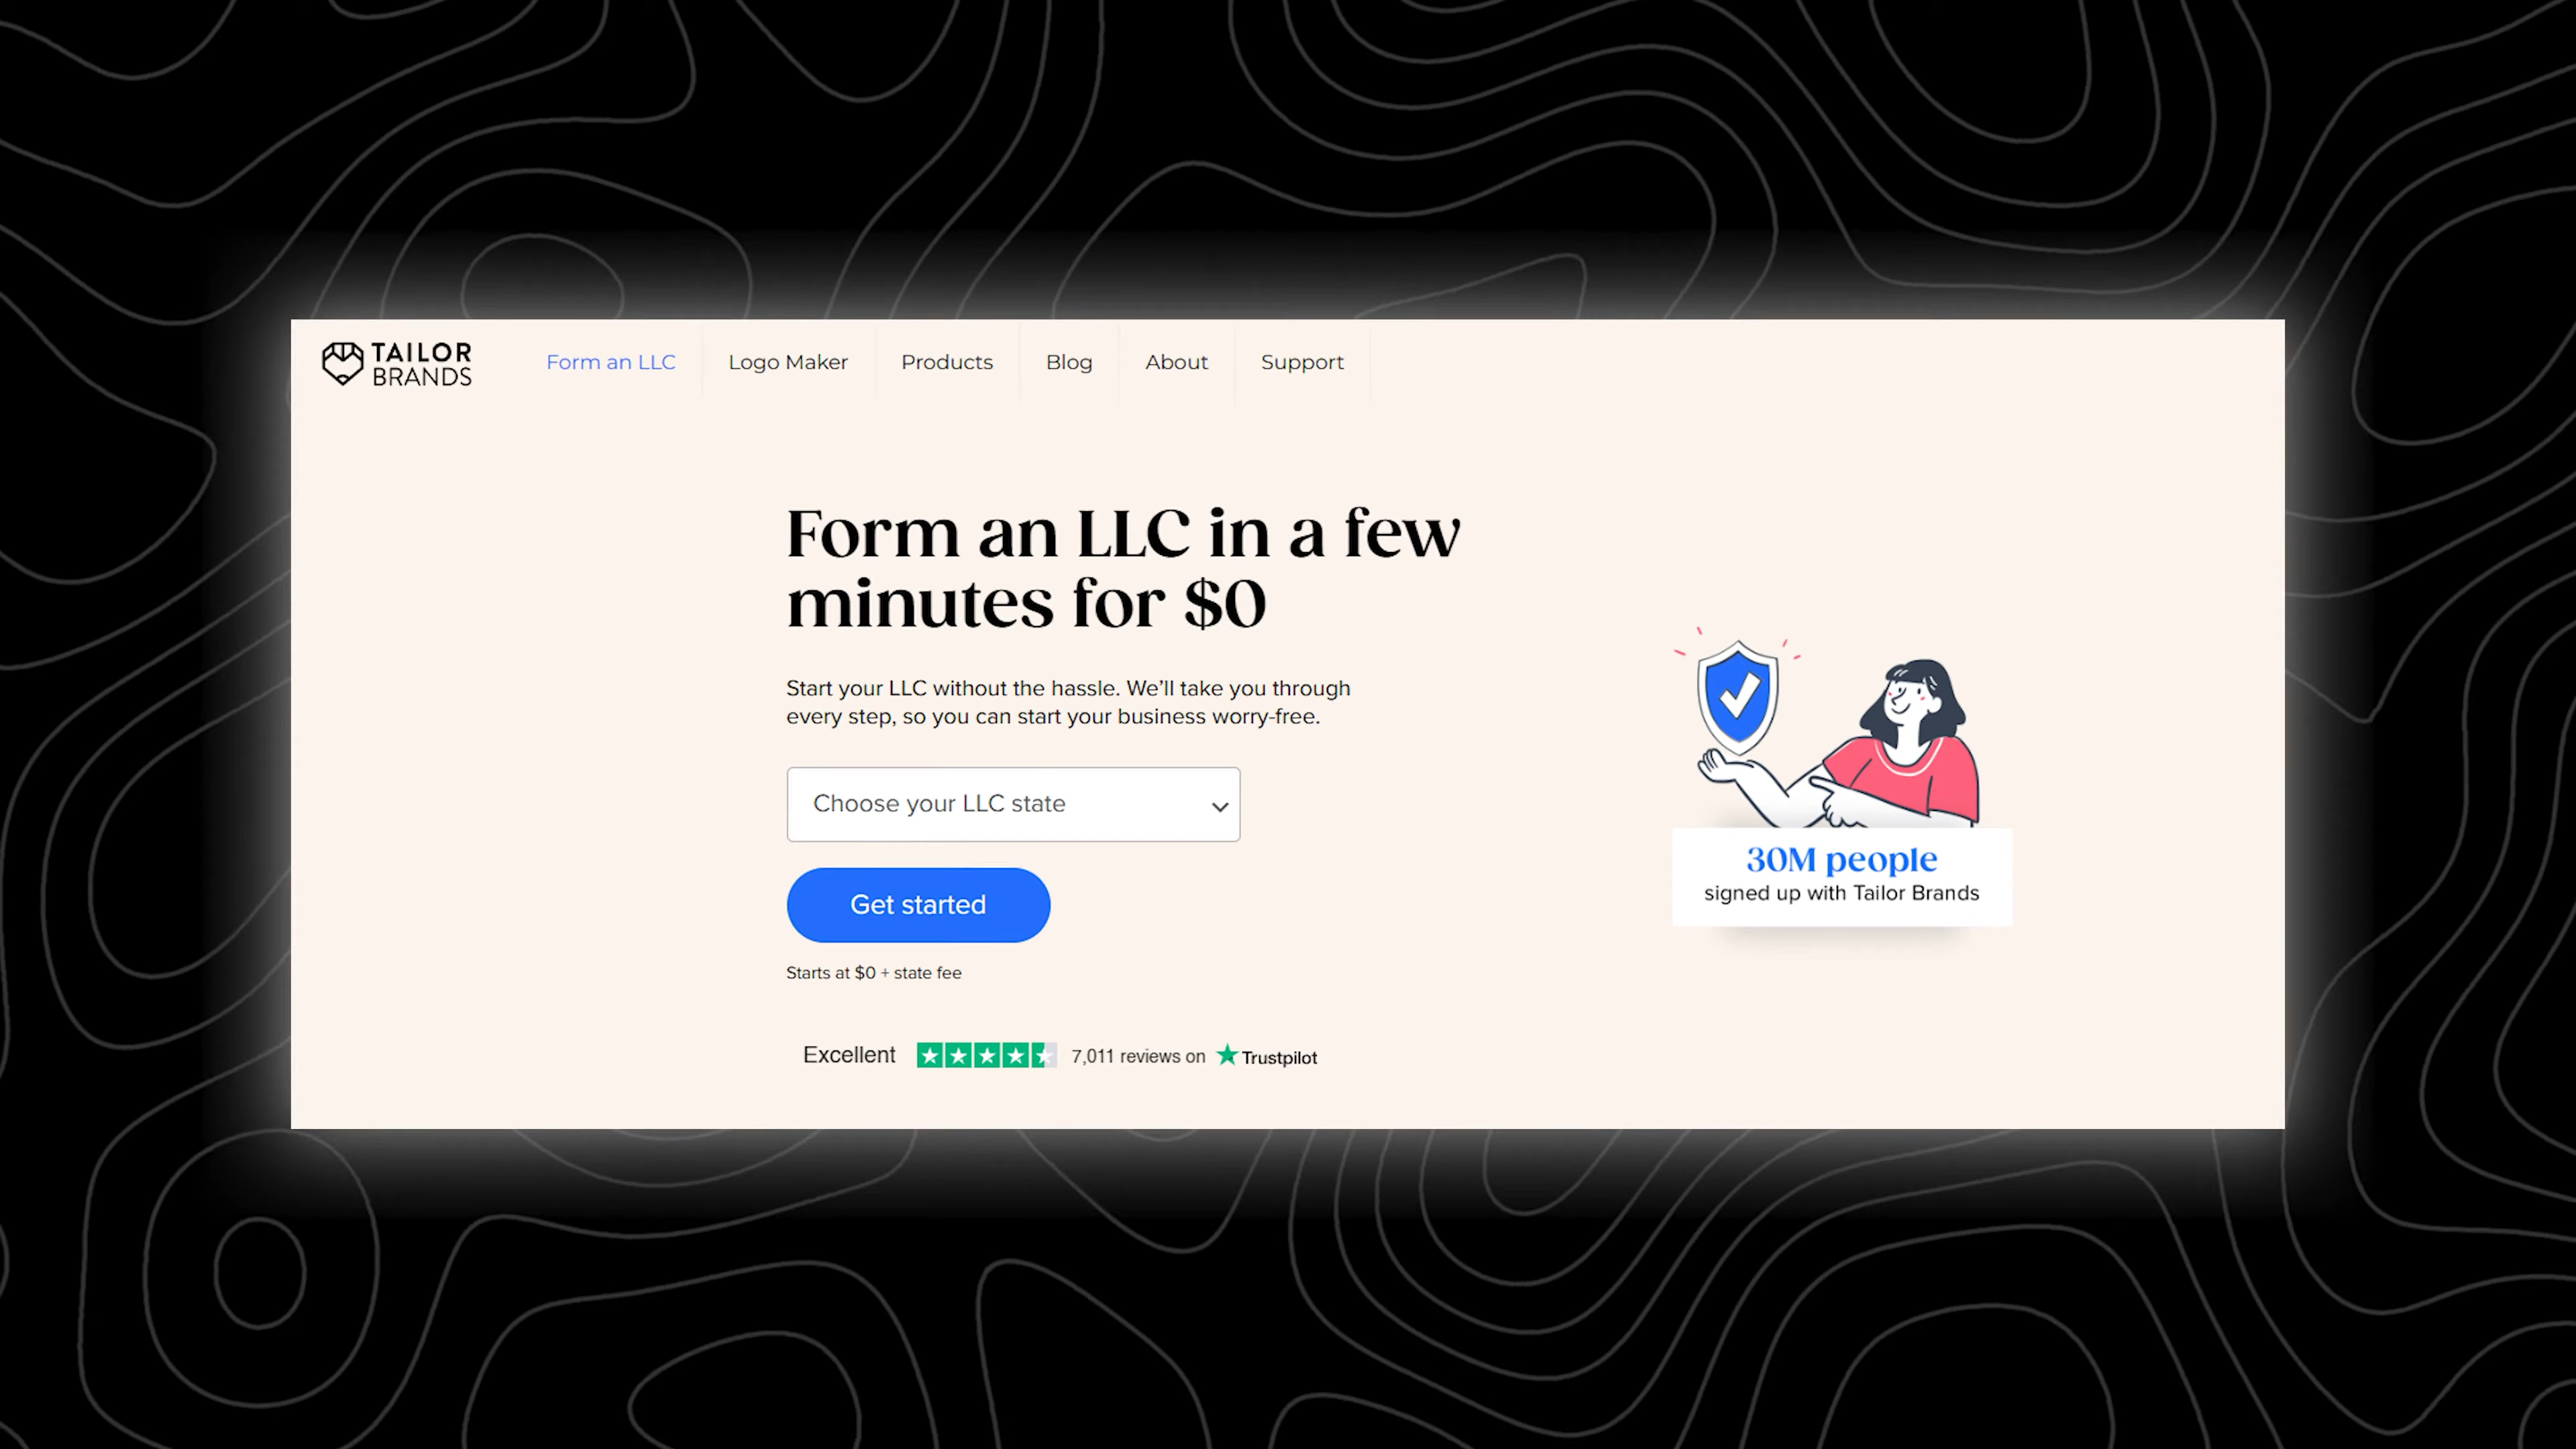 TAILOR
BRANDS
Form an LLC
Logo Maker
Products
Blog
About
Support
Form an LLC in a few
minutes for $0
Start your LLC without the hassle. We'll take you through
every step, so you can start your business worry-free.
Choose your LLC state
Get started
Starts at $0 + state fee
Excellent
7,011 reviews on
Trustpilot
30M people
signed up with Tailor Brands